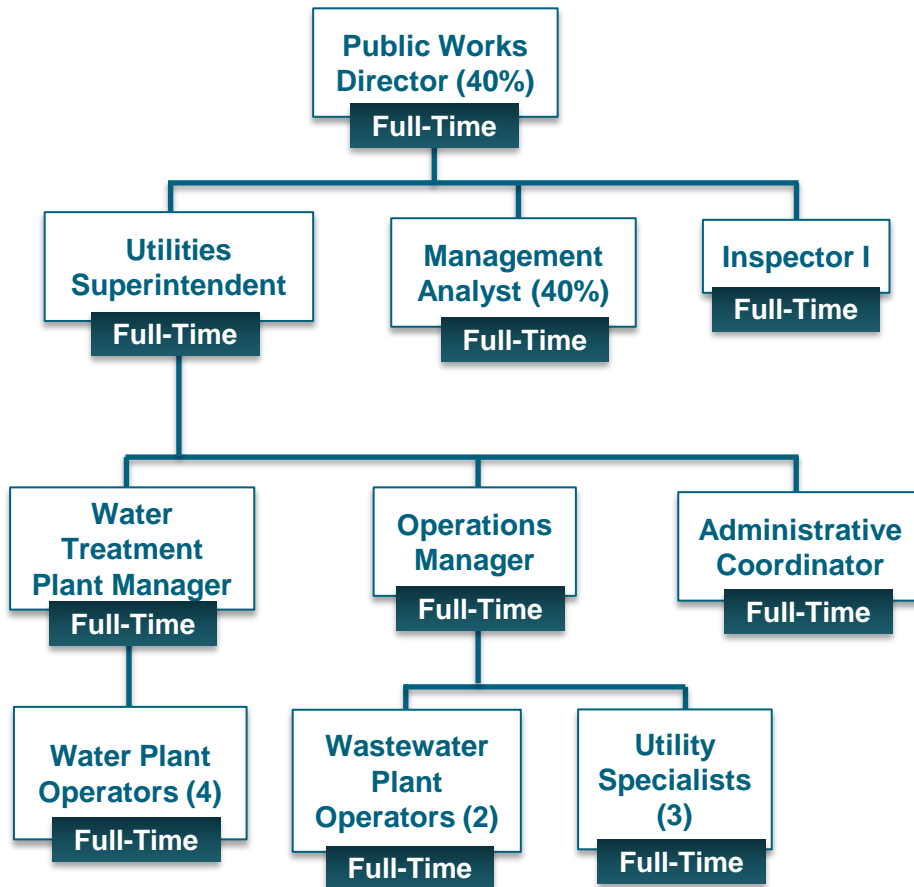 Public Works
Director (40%)
Full-Time
Utilities
Superintendent
Full-Time
Management
Analyst (40%)
Full-Time
Inspector I
Full-Time
Water
Treatment
Plant Manager
Full-Time
Operations
Manager
Full-Time
Administrative
Coordinator
Full-Time
Water Plant
Operators (4)
Full-Time
Wastewater
Plant
Operators (2)
Full-Time
Utility
Specialists
(3)
Full-Time